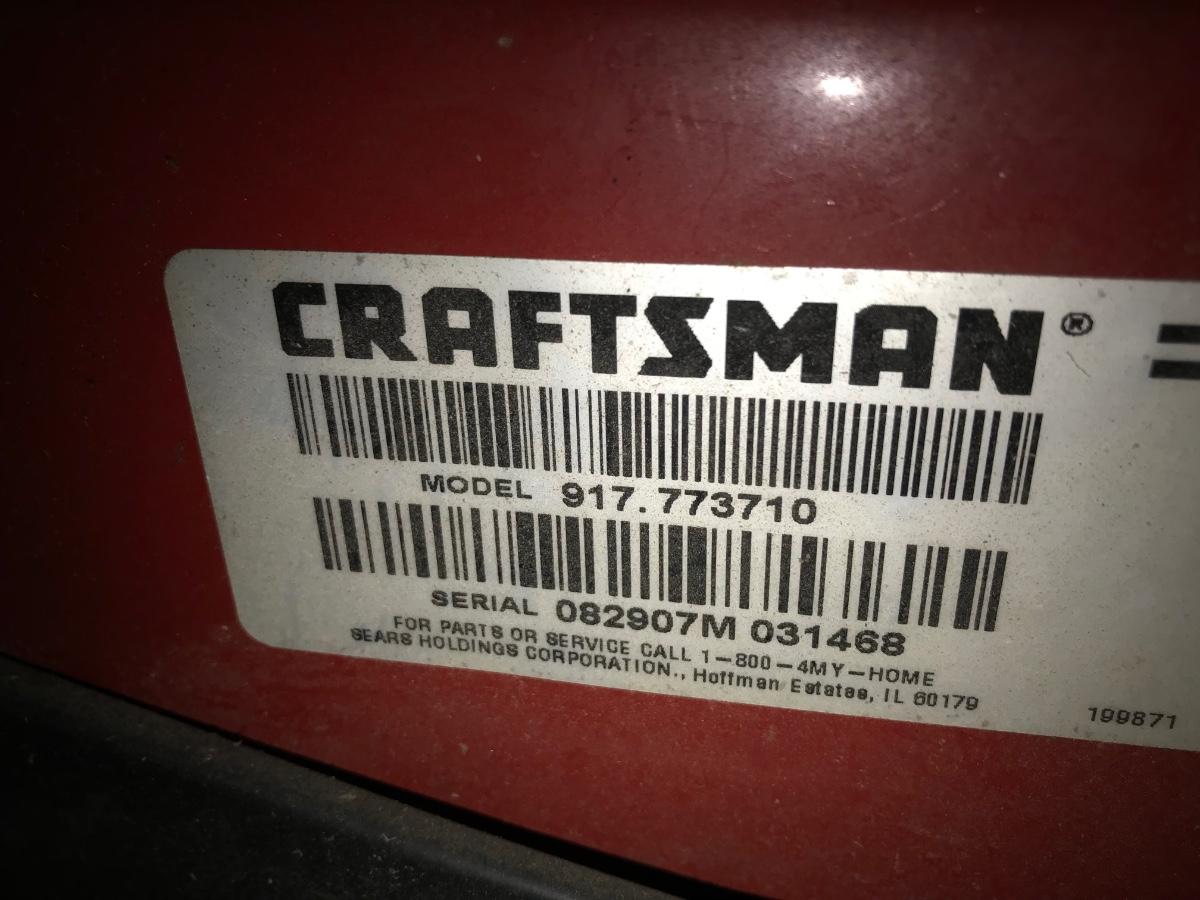 CRAFTSMAN®
MODEL 917.773710
SERIAL 082907M 031468
FOR PARTS OR SERVICE CALL 1-800-4MY-HOME
SEARS HOLDINGS CORPORATION., Hoffman Estates, IL 60179
199871